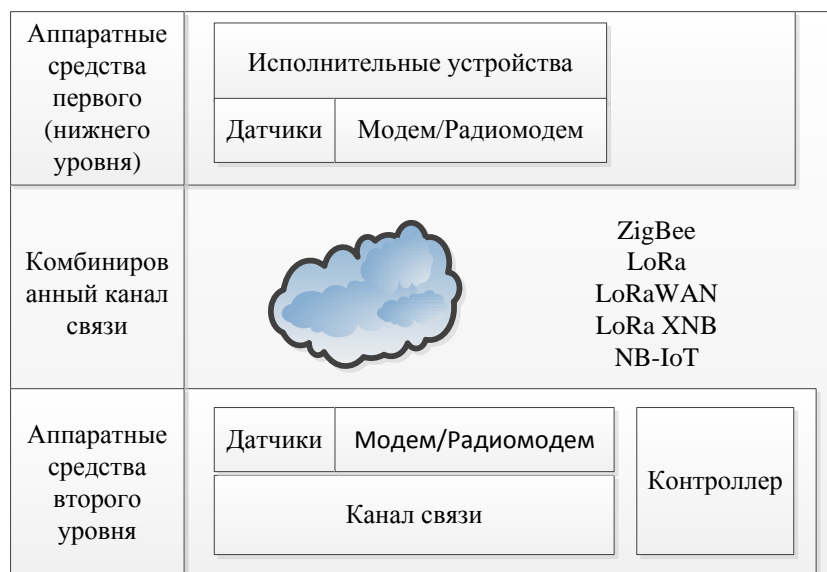 Аппаратные
средства
первого
(нижнего
уровня)
Исполнительные устройства
Датчики
Модем/Радиомодем
Комбиниров
анный канал
связи
ZigBee
LoRa
LoRaWAN
LoRa XNB
NB-IoT
Аппаратные
средства
второго
уровня
Датчики
Модем/Радиомодем
Канал связи
Контроллер